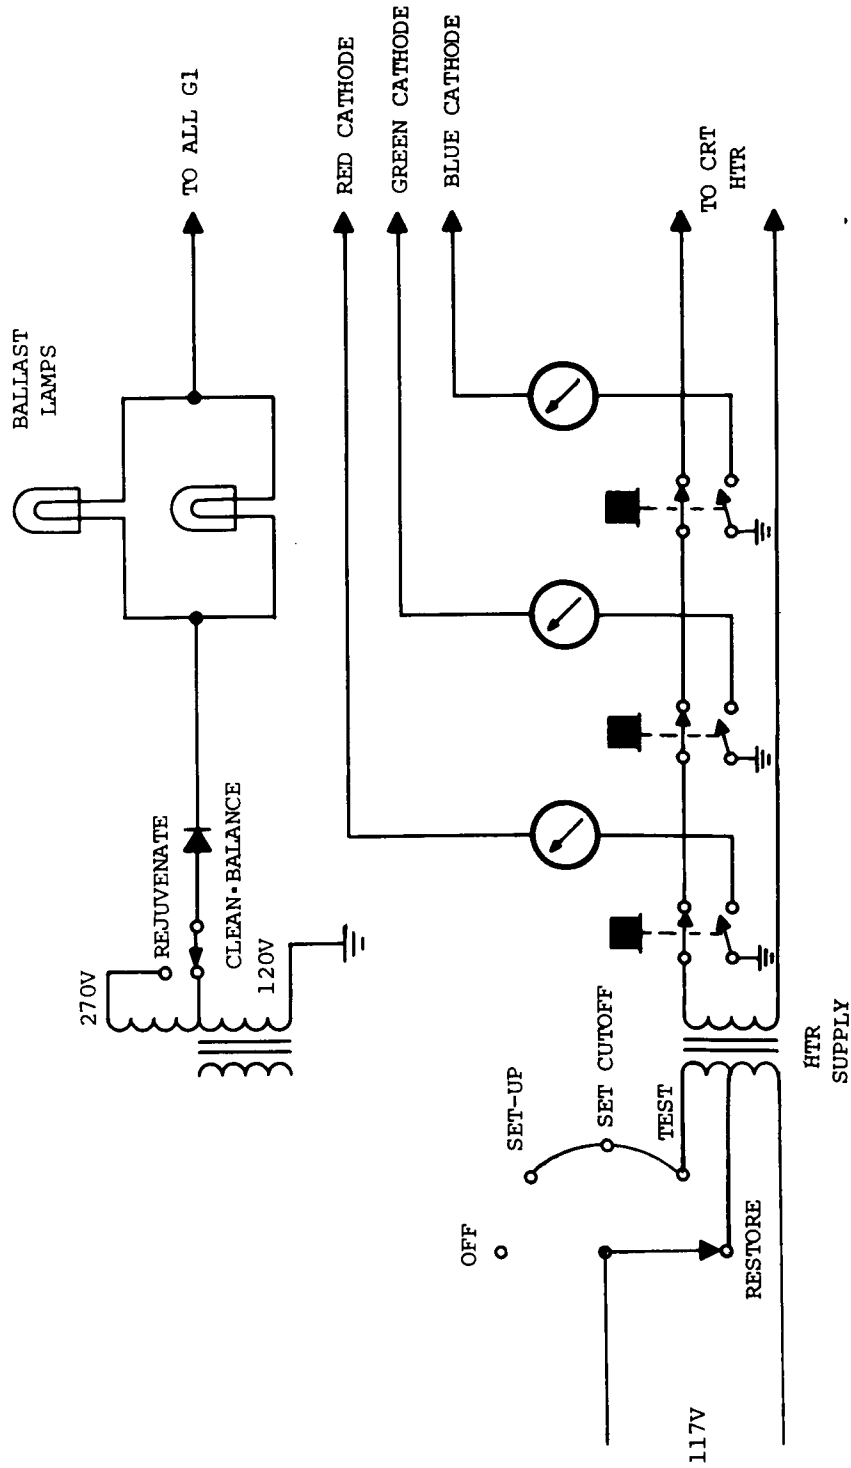 BALLAST
LAMPS
TO ALL G1
RED CATHODE
GREEN CATHODE
BLUE CATHODE
TO CRT
HTR
270V
REJUVENATE
CLEAN·BALANCE
120V
OFF
SET-UP
SET CUTOFF
TEST
RESTORE
117V
HTR
SUPPLY